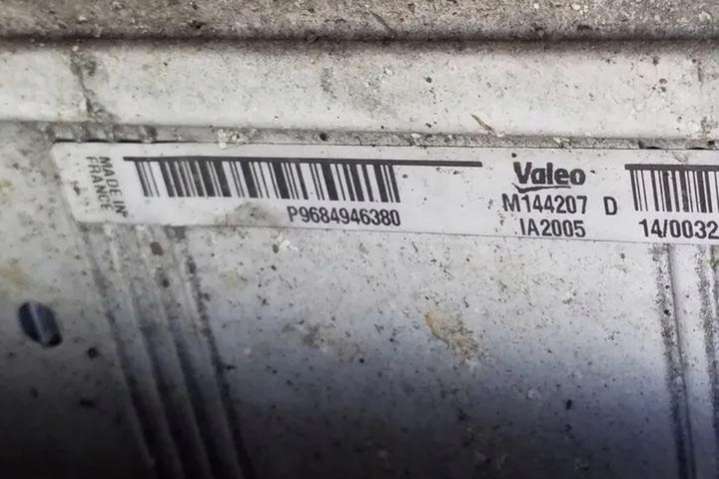 MADE IN
FRANCE
P9684946380
Valeo
M144207 D
IA2005
14/0032